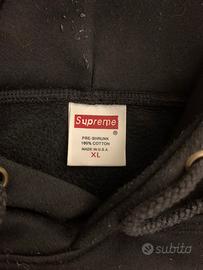 Supreme
®
PRE-SHRUNK
100% COTTON
MADE IN U.S.A
XL
subito